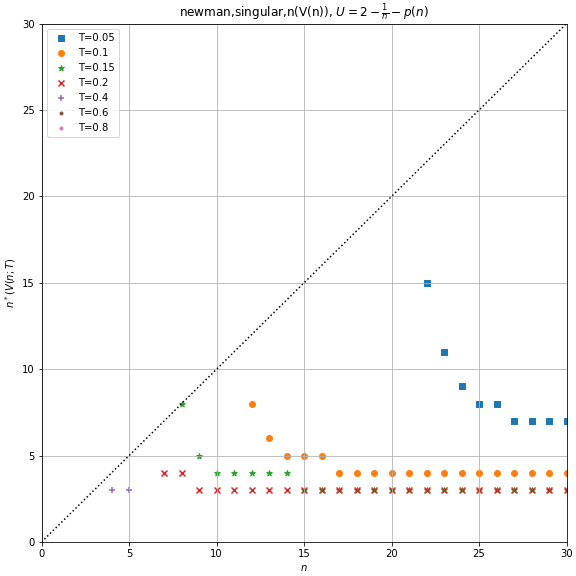 newman,singular,n(V(n)), $U = 2 - \frac{1}{n} - p(n)$
30
25
20
15
10
5
0
n*(V(n;T)
T=0.05
T=0.1
T=0.15
T=0.2
T=0.4
T=0.6
T=0.8
0 5 10 15 20 25 30
n